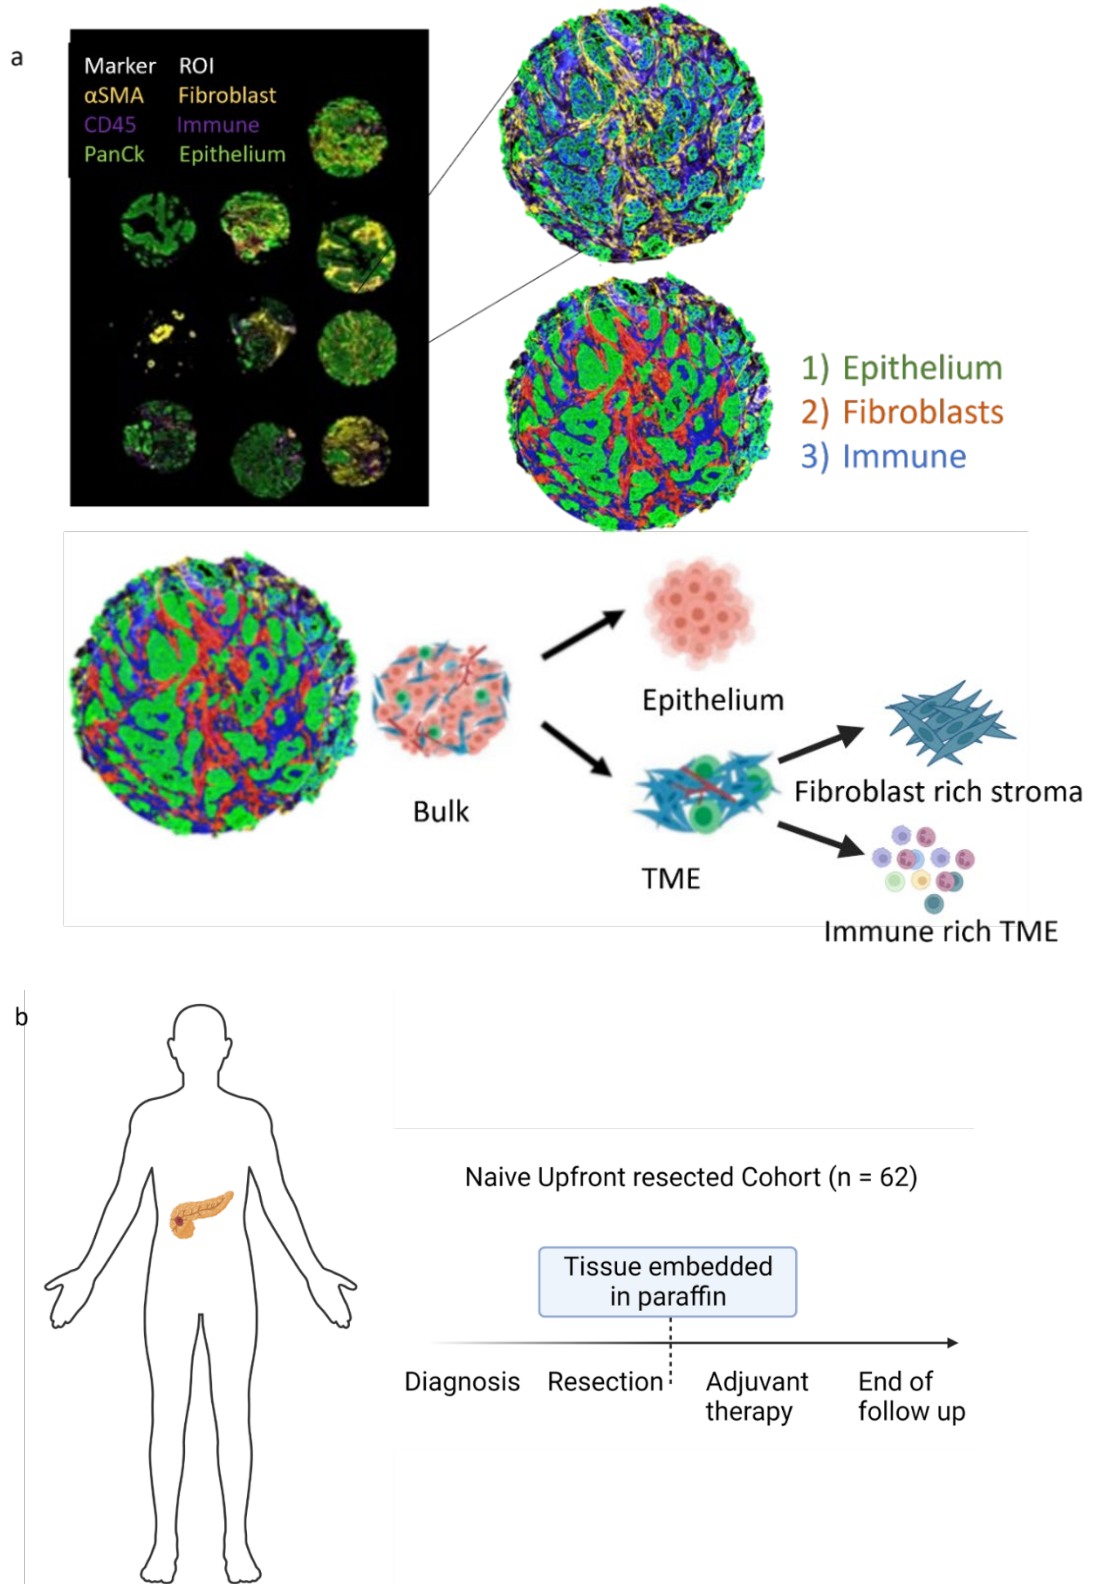 a
Marker ROI
αSMA Fibroblast
CD45 Immune
PanCk Epithelium
1) Epithelium
2) Fibroblasts
3) Immune
Bulk
Epithelium
TME
Fibroblast rich stroma
Immune rich TME
b
Naive Upfront resected Cohort (n = 62)
Tissue embedded
in paraffin
Diagnosis
Resection
Adjuvant
therapy
End of
follow up